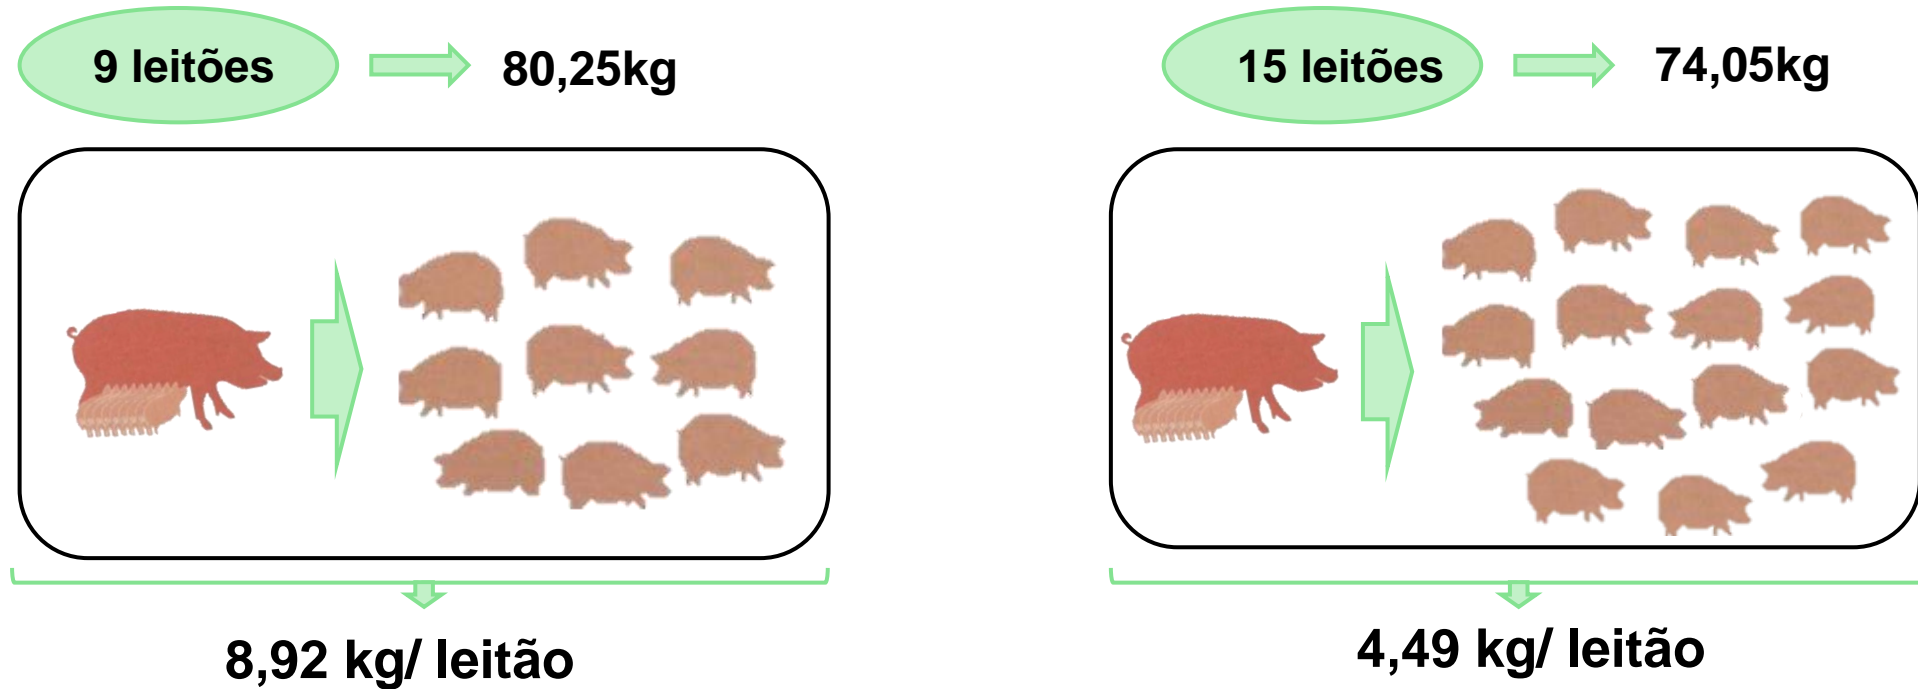 9 leitões
80,25kg
8,92 kg/ leitão
15 leitões
74,05kg
4,49 kg/ leitão